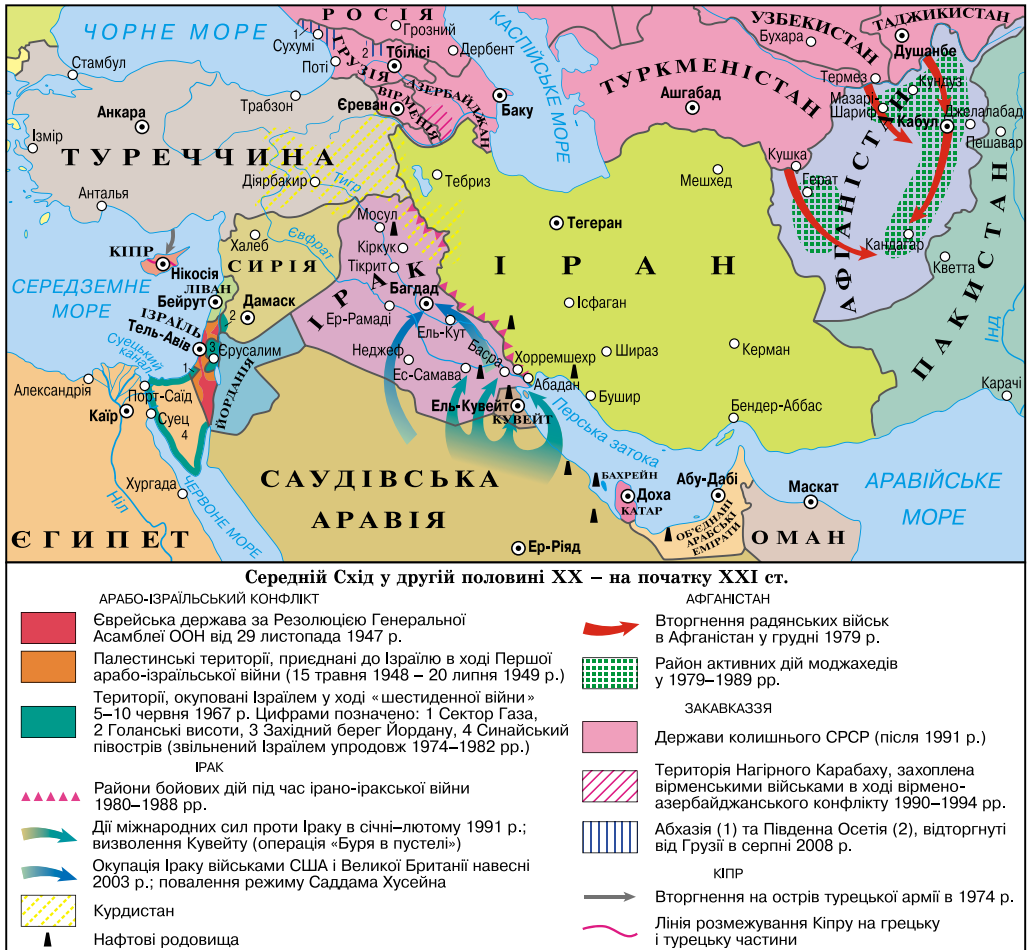 РОСІЯ
ЧОРНЕ МОРЕ
1
Сухумі
Грозний
УЗБЕКИСТАН
ТАДЖИКИСТАН
Бухара
Душанбе
ГРУЗІЯ
2
Тбілісі
Дербент
КАСПІЙСЬКЕ МОРЕ
Стамбул
Поті
АЗЕРБАЙДЖАН
ТУРКМЕНІСТАН
Термез
Кундуз
Трабзон
Єреван
ВІРМЕНІЯ
Баку
Ашгабад
Мазарі-
Шариф
Джелалабад
Кабул
Анкара
Ізмір
Пешавар
ТУРЕЧЧИНА
Кушка
Діярбакир
Тигр
Тебриз
Мешхед
Герат
АФГАНІСТАН
Анталья
Мосул
Тегеран
КІПР
Халеб
Євфрат
Кіркук
Кандагар
Нікосія
СИРІЯ
Тікрит
ІРАН
Кветта
ПАКИСТАН
СЕРЕДЗЕМНЕ
МОРЕ
ЛІВАН
Бейрут
ІРАК
Багдад
Дамаск
Ісфаган
Інд
ІЗРАЇЛЬ
2
Ер-Рамаді
Ель-Кут
Тель-Авів
3
Єрусалим
Неджеф
Басра
Хорремшехр
Шираз
Керман
Суецький
канал
1
Ес-Самава
Абадан
Александрія
Порт-Саїд
ЙОРДАНІЯ
Бушир
Карачі
Каїр
Суец
4
Ель-Кувейт
КУВЕЙТ
Бендер-Аббас
Перська затока
САУДІВСЬКА
АРАВІЯ
БАХРЕЙН
Абу-Дабі
Маскат
АРАВІЙСЬКЕ
МОРЕ
Хургада
ЧЕРВОНЕ МОРЕ
Доха
КАТАР
Ніл
ОБ'ЄДНАНІ
АРАБСЬКІ
ЕМІРАТИ
ЄГИПЕТ
ОМАН
Ер-Ріяд
Середній Схід у другій половині XX – на початку XXI ст.
АРАБО-ІЗРАЇЛЬСЬКИЙ КОНФЛІКТ
Єврейська держава за Резолюцією Генеральної
Асамблеї ООН від 29 листопада 1947 р.
Палестинські території, приєднані до Ізраїлю в ході Першої
арабо-ізраїльської війни (15 травня 1948 – 20 липня 1949 р.)
Території, окуповані Ізраїлем у ході «шестиденної війни»
5–10 червня 1967 р. Цифрами позначено: 1 Сектор Газа,
2 Голанські висоти, 3 Західний берег Йордану, 4 Синайський
півострів (звільнений Ізраїлем упродовж 1974–1982 рр.)
ІРАК
Райони бойових дій під час ірано-іракської війни
1980–1988 рр.
Дії міжнародних сил проти Іраку в січні–лютому 1991 р.;
визволення Кувейту (операція «Буря в пустелі»)
Окупація Іраку військами США і Великої Британії навесні
2003 р.; повалення режиму Саддама Хусейна
Курдистан
Нафтові родовища
АФГАНІСТАН
Вторгнення радянських військ
в Афганістан у грудні 1979 р.
Район активних дій моджахедів
у 1979–1989 рр.
ЗАКАВКАЗЗЯ
Держави колишнього СРСР (після 1991 р.)
Територія Нагірного Карабаху, захоплена
вірменськими військами в ході вірмено-
азербайджанського конфлікту 1990–1994 рр.
Абхазія (1) та Південна Осетія (2), відторгнуті
від Грузії в серпні 2008 р.
КІПР
Вторгнення на острів турецької армії в 1974 р.
Лінія розмежування Кіпру на грецьку
і турецьку частини